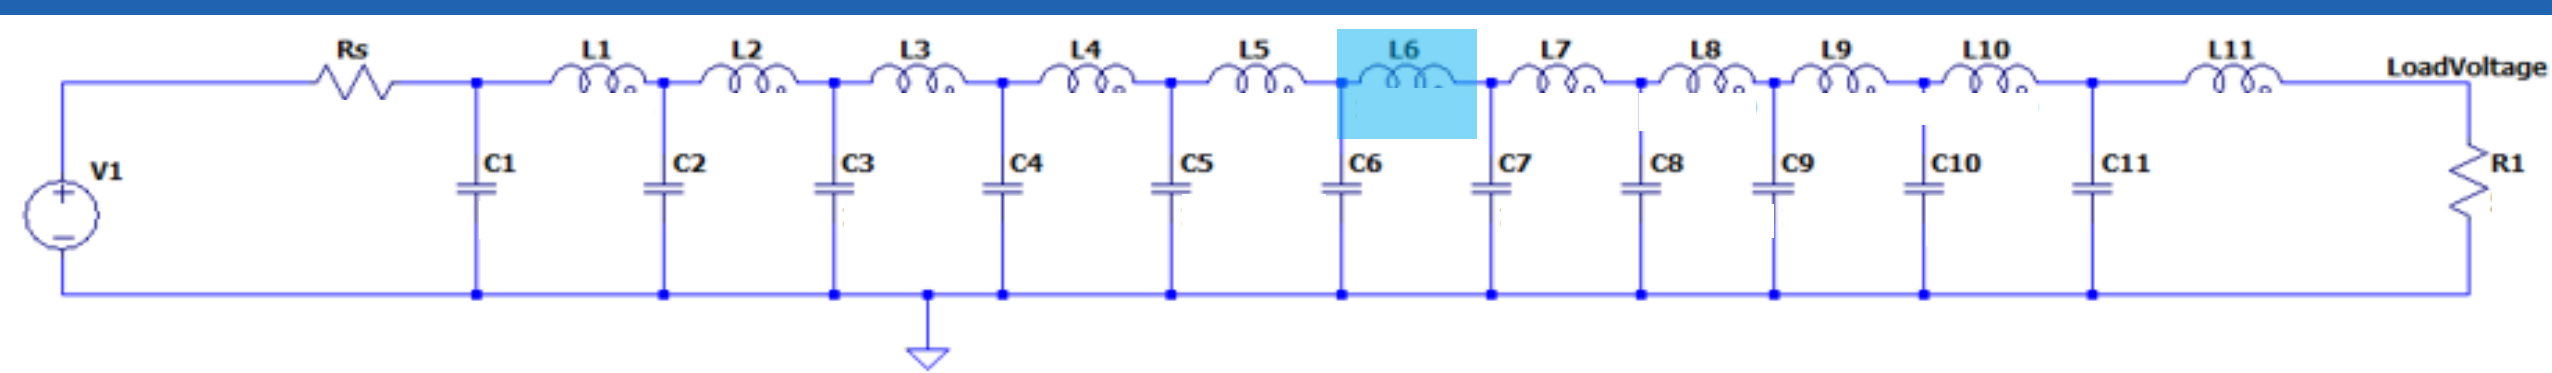 Rs L1 L2 L3 L4 L5 L6 L7 L8 L9 L10 L11 LoadVoltage
V1 C1 C2 C3 C4 C5 C6 C7 C8 C9 C10 C11 R1